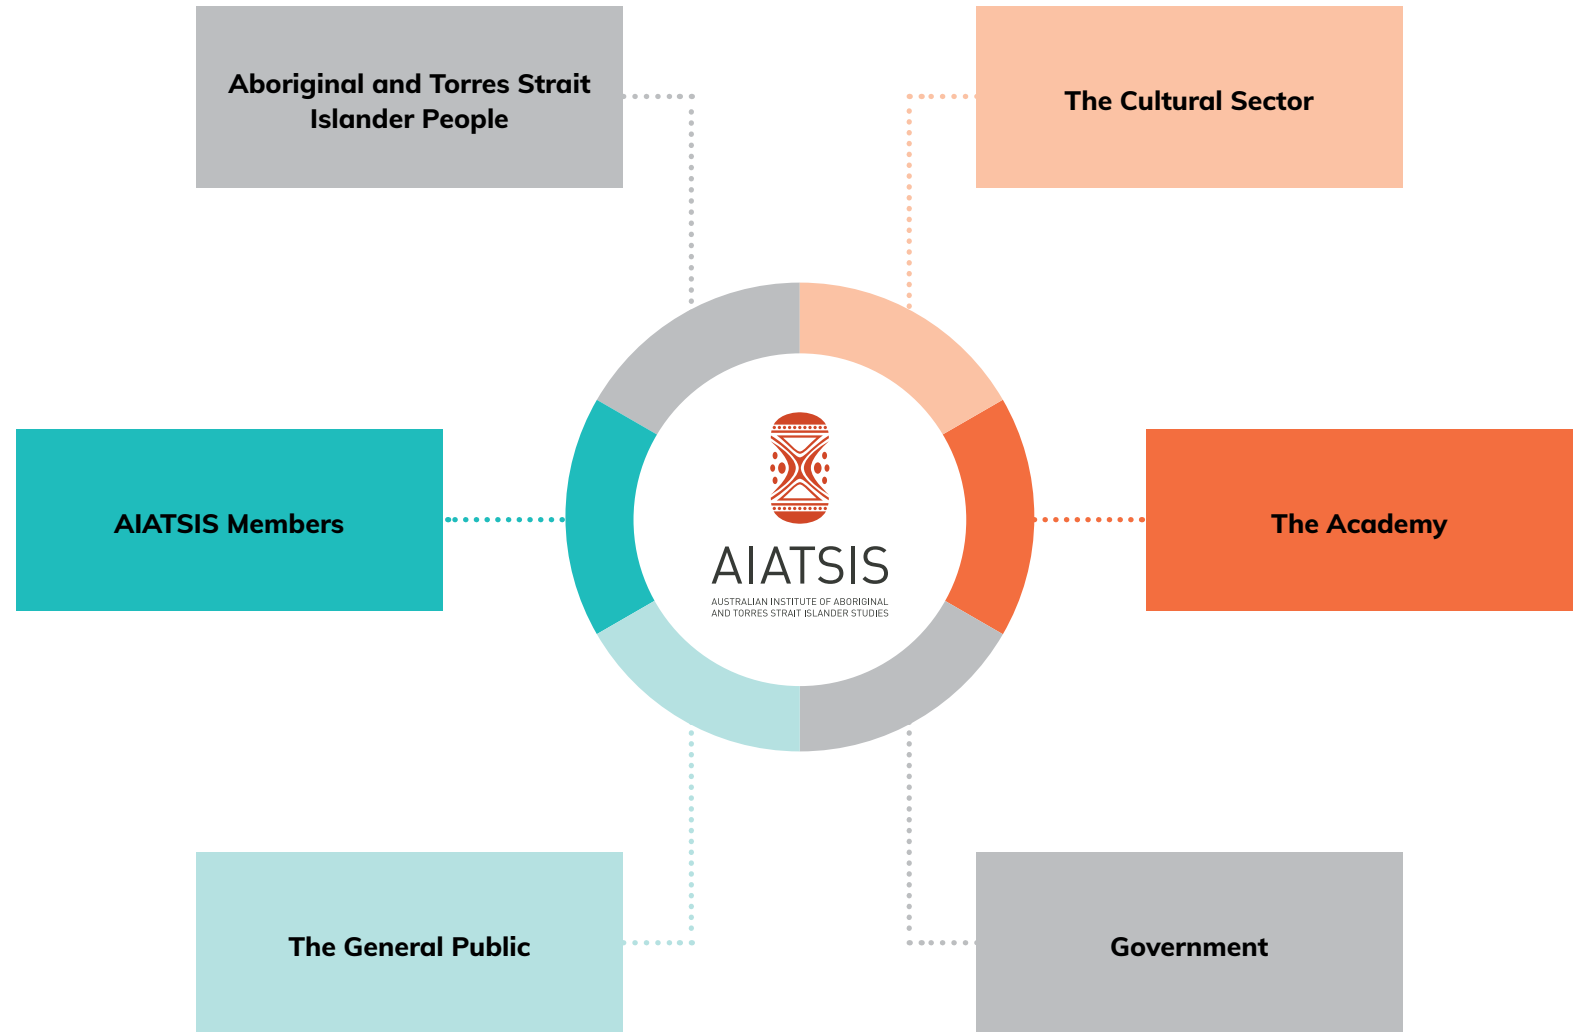 Aboriginal and Torres Strait
Islander People
The Cultural Sector
AIATSIS Members
AIATSIS
AUSTRALIAN INSTITUTE OF ABORIGINAL
AND TORRES STRAIT ISLANDER STUDIES
The Academy
The General Public
Government